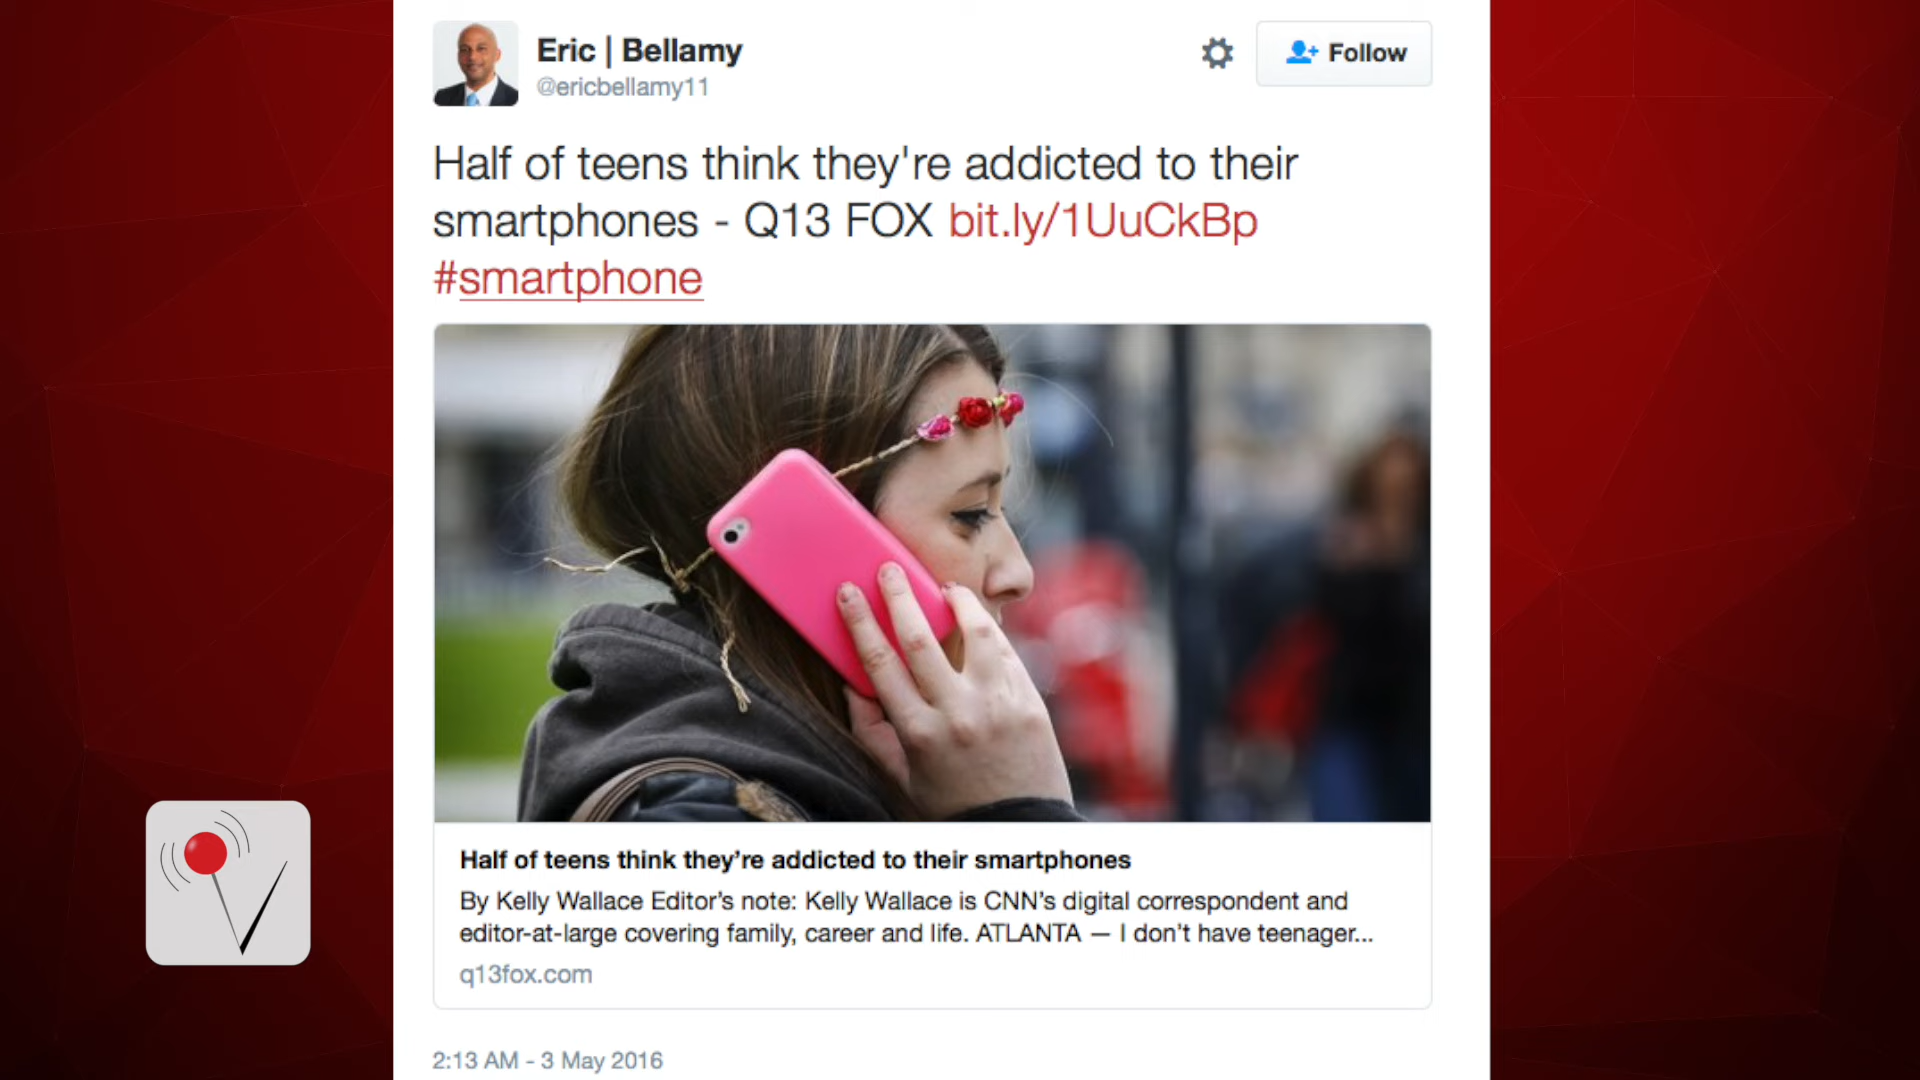 Eric | Bellamy
@ericbellamy11
Follow
Half of teens think they're addicted to their
smartphones - Q13 FOX bit.ly/1UuCkBp
#smartphone
Half of teens think they’re addicted to their smartphones
By Kelly Wallace Editor’s note: Kelly Wallace is CNN’s digital correspondent and
editor-at-large covering family, career and life. ATLANTA — I don’t have teenager...
q13fox.com
2:13 AM - 3 May 2016